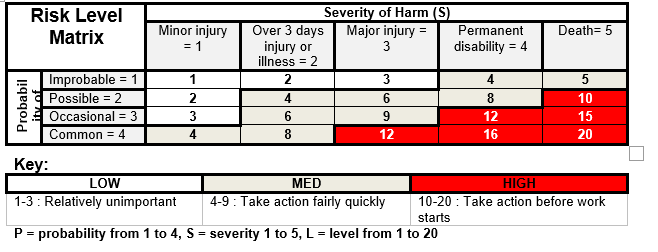 Risk Level Matrix
Severity of Harm (S)
Minor injury = 1
Over 3 days injury or illness = 2
Major injury = 3
Permanent disability = 4
Death= 5
Probabil ity of
Improbable = 1 1 2 3 4 5
Possible = 2 2 4 6 8 10
Occasional = 3 3 6 9 12 15
Common = 4 4 8 12 16 20
Key:
LOW MED HIGH
1-3 : Relatively unimportant 4-9 : Take action fairly quickly 10-20 : Take action before work starts
P = probability from 1 to 4, S = severity 1 to 5, L = level from 1 to 20